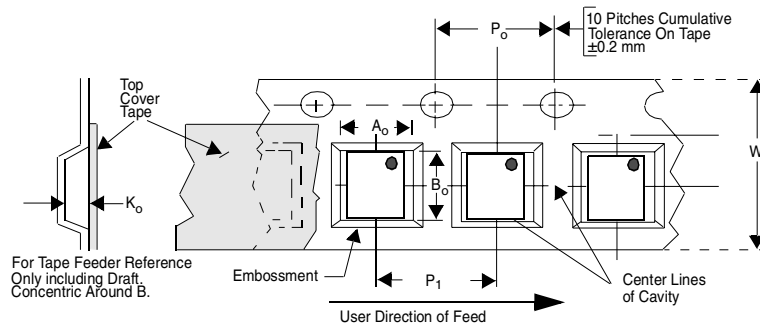 10 Pitches Cumulative
Tolerance On Tape
±0.2 mm
Po
Top
Cover
Tape
Ao
W
Bo
Ko
For Tape Feeder Reference
Only including Draft.
Concentric Around B.
Embossment
P1
Center Lines
of Cavity
User Direction of Feed